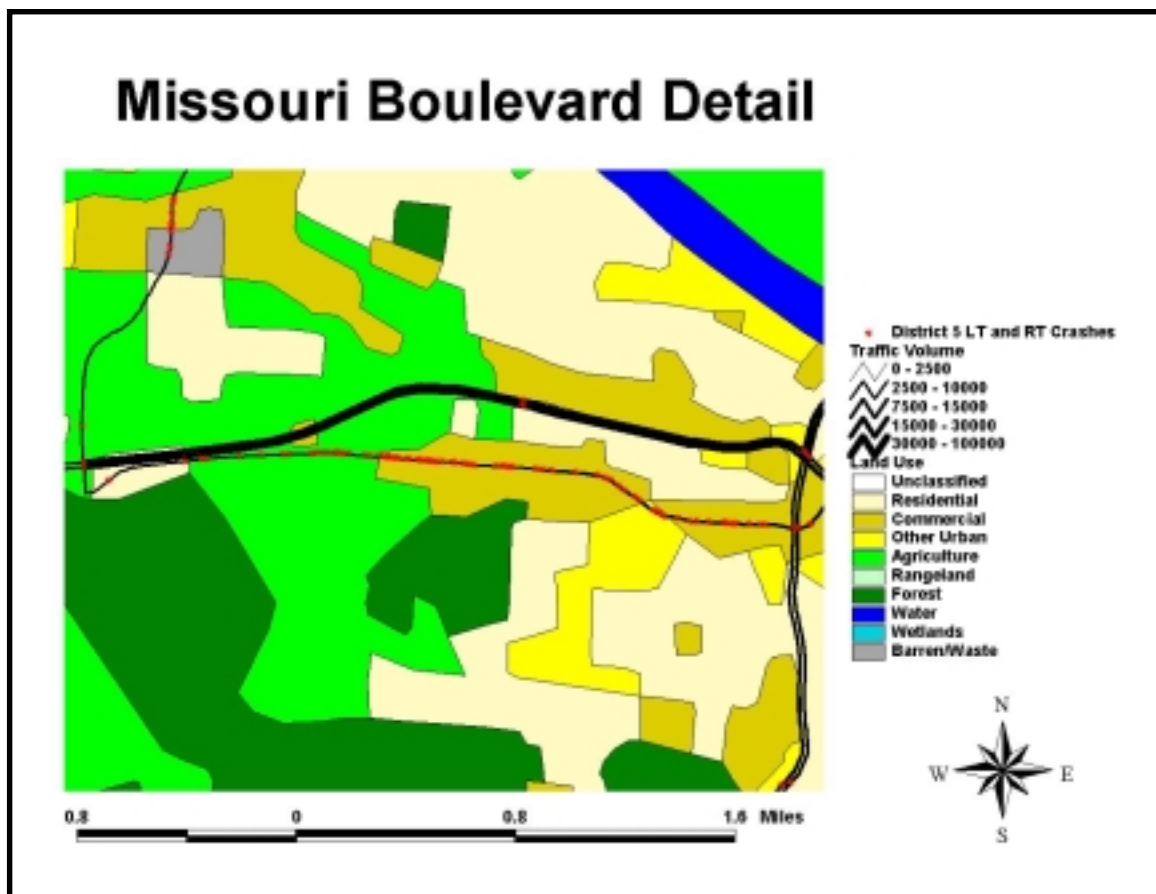 Missouri Boulevard Detail
District 5 LT and RT Crashes
Traffic Volume
0 - 2500
2500 - 10000
7500 - 15000
15000 - 30000
30000 - 100000
Land Use
Unclassified
Residential
Commercial
Other Urban
Agriculture
Rangeland
Forest
Water
Wetlands
Barren/Waste
N
W E
S
0.8 0 0.8 1.6 Miles